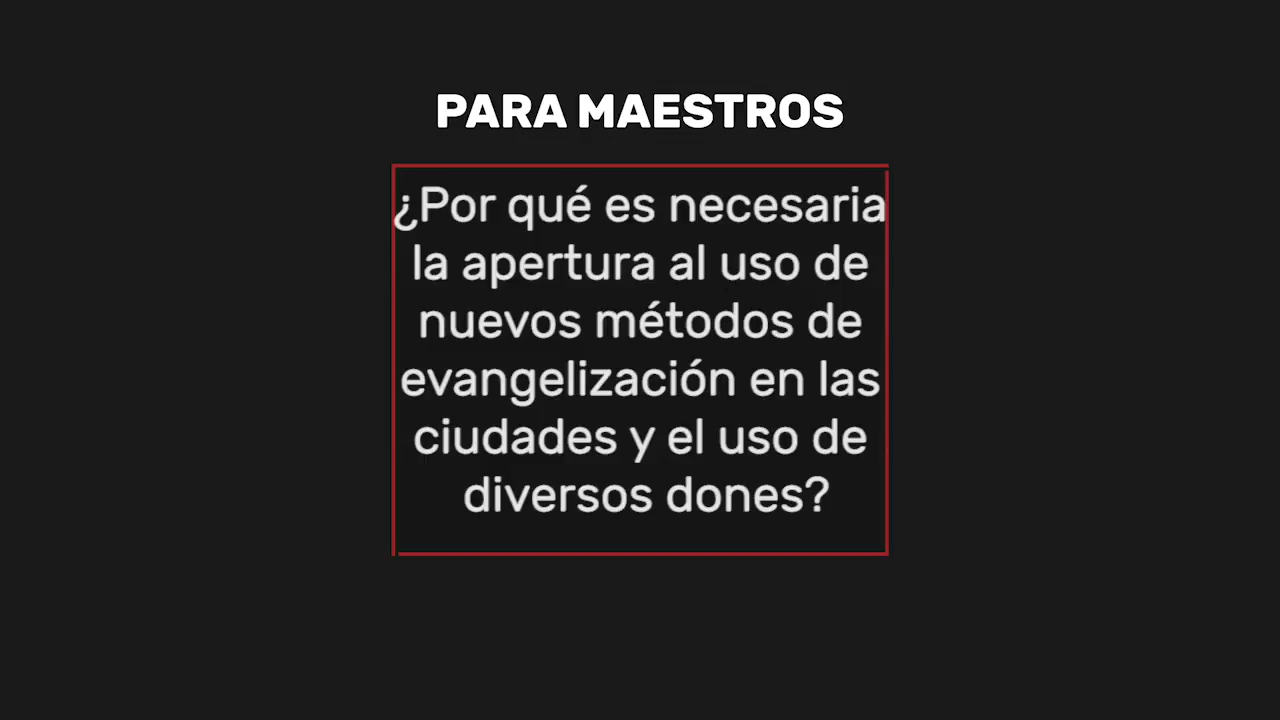 PARA MAESTROS
¿Por qué es necesaria
la apertura al uso de
nuevos métodos de
evangelización en las
ciudades y el uso de
diversos dones?